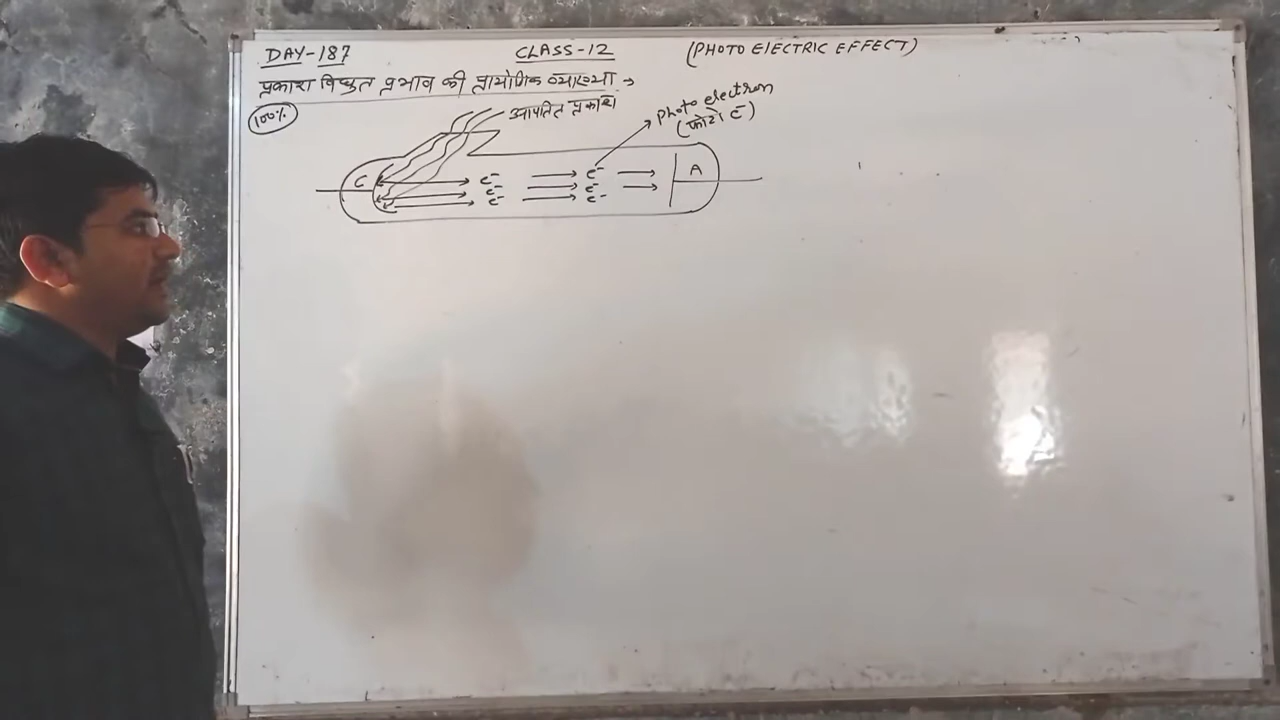 DAY-187 CLASS-12 (PHOTO ELECTRIC EFFECT)
प्रकाश विद्युत प्रभाव की प्रायोगिक व्याख्या →
100%
आपतित प्रकाश
Photo electron
(फोटो e⁻)
C e⁻ e⁻ A
e⁻ e⁻
e⁻ e⁻